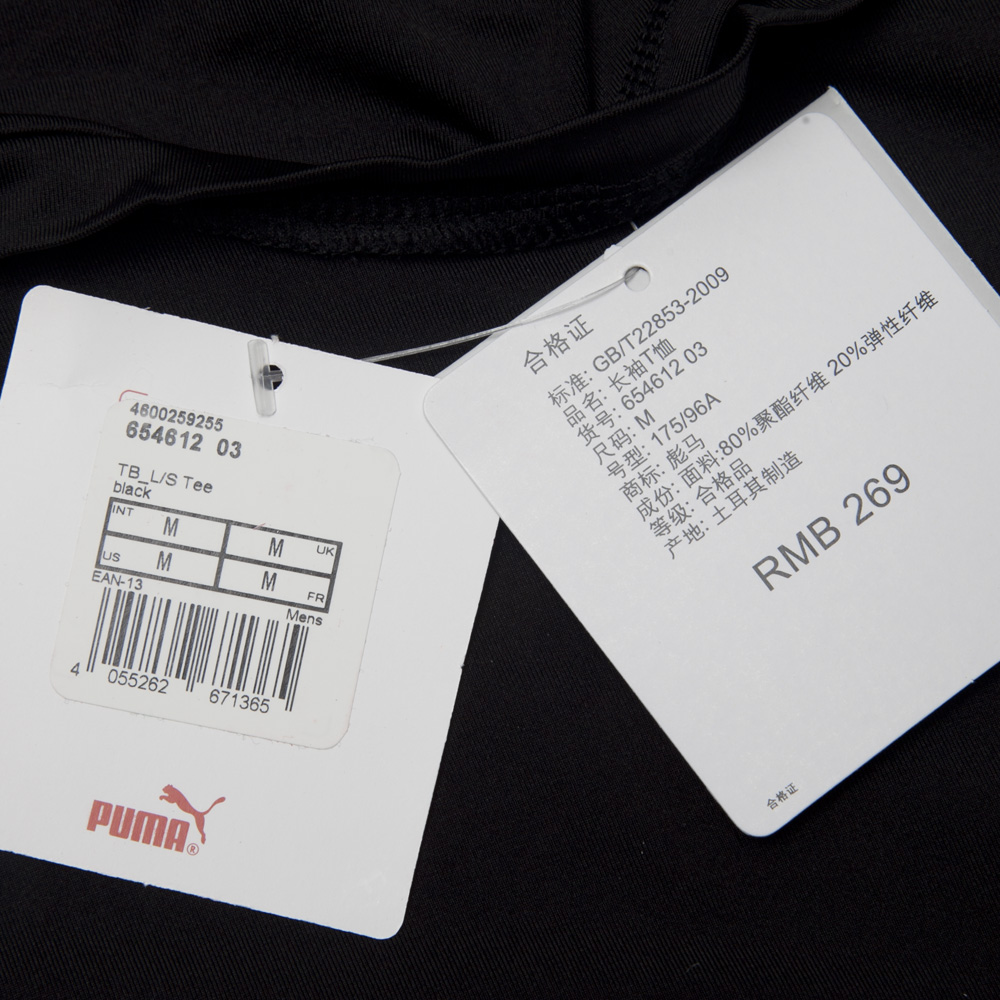 4600259255
654612 03
TB_L/S Tee
black
INT M M UK
US M M FR
EAN-13
Mens
4 055262 671365
PUMA®
合格证
标准: GB/T22853-2009
品名: 长袖T恤
货号: 654612 03
尺码: M
号型: 175/96A
商标: 彪马
成份: 面料:80%聚酯纤维 20%弹性纤维
等级: 合格品
产地: 土耳其制造
RMB 269
合格证